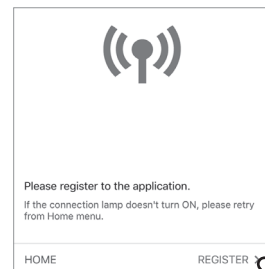 Please register to the application.
If the connection lamp doesn't turn ON, please retry
from Home menu.
HOME
REGISTER